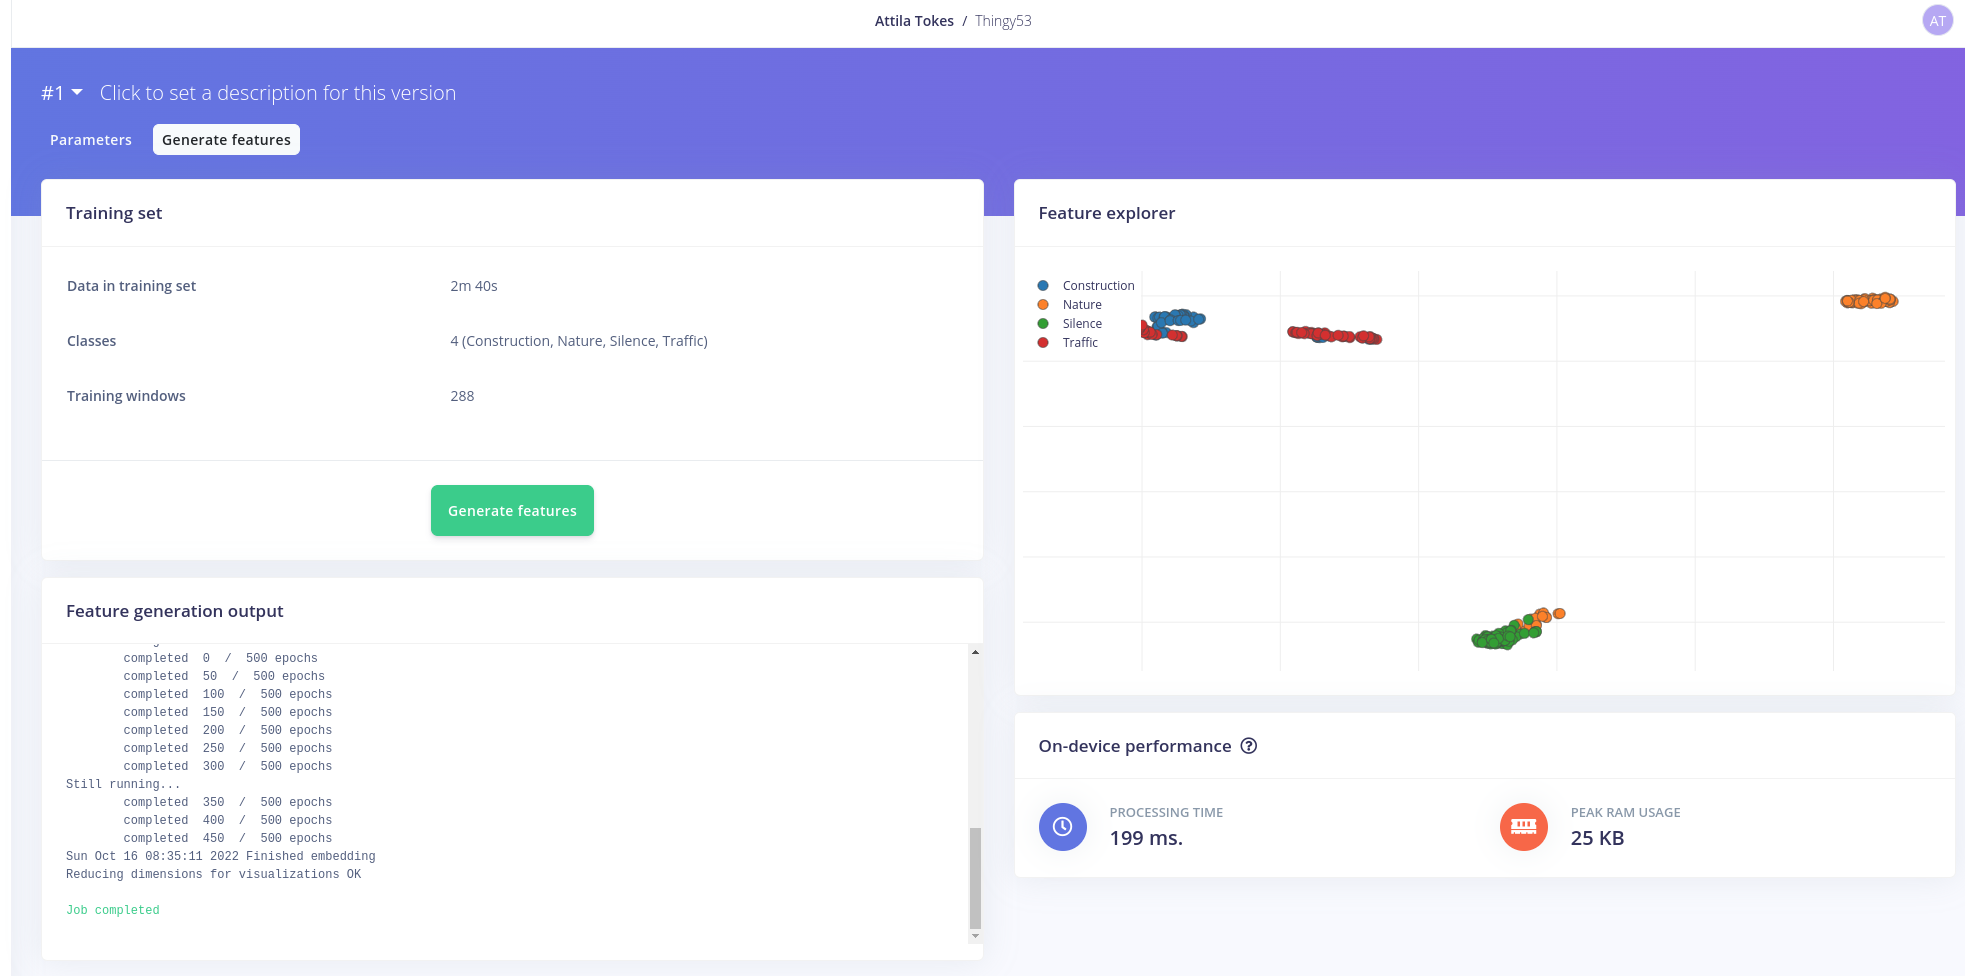 Attila Tokes / Thingy53
AT
#1 Click to set a description for this version
Parameters Generate features
Training set
Data in training set 2m 40s
Classes 4 (Construction, Nature, Silence, Traffic)
Training windows 288
Generate features
Feature generation output
completed 0 / 500 epochs
completed 50 / 500 epochs
completed 100 / 500 epochs
completed 150 / 500 epochs
completed 200 / 500 epochs
completed 250 / 500 epochs
completed 300 / 500 epochs
Still running...
completed 350 / 500 epochs
completed 400 / 500 epochs
completed 450 / 500 epochs
Sun Oct 16 08:35:11 2022 Finished embedding
Reducing dimensions for visualizations OK
Job completed
Feature explorer
Construction
Nature
Silence
Traffic
On-device performance ?
PROCESSING TIME
199 ms.
PEAK RAM USAGE
25 KB